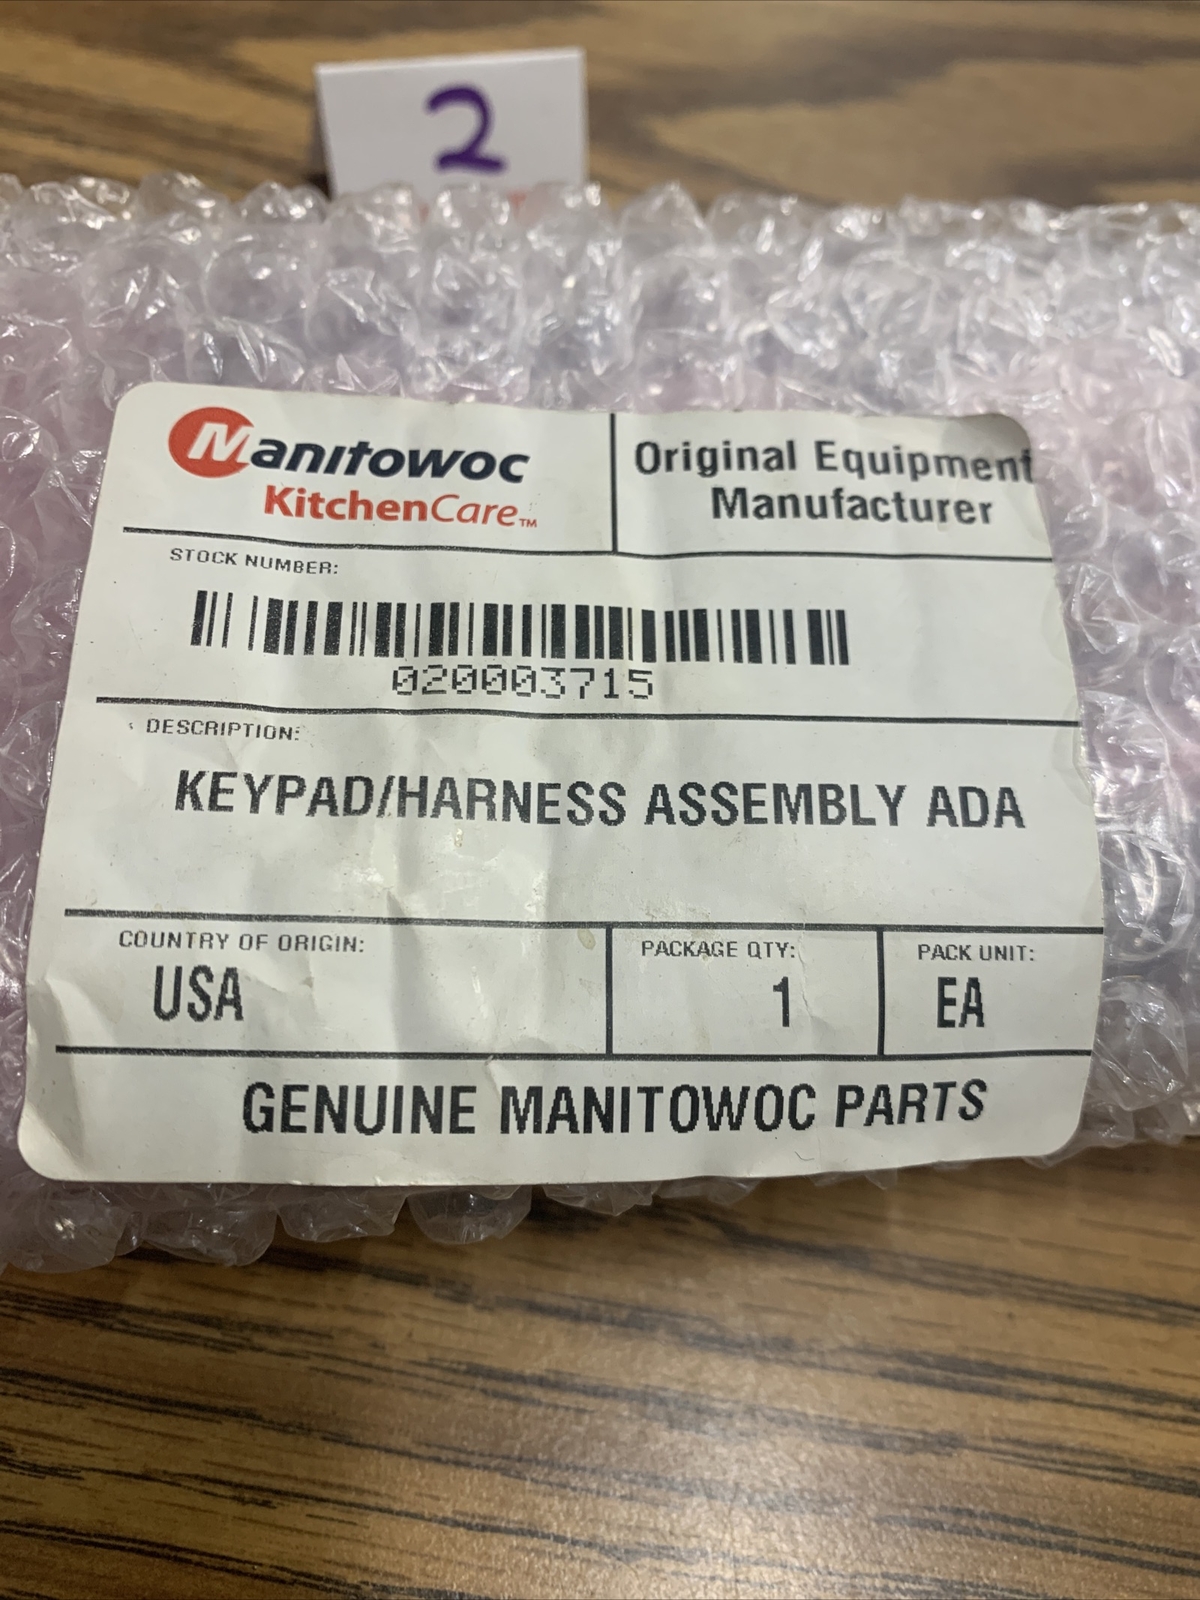 2
Manitowoc
KitchenCare™
Original Equipment
Manufacturer
STOCK NUMBER:
020003715
DESCRIPTION:
KEYPAD/HARNESS ASSEMBLY ADA
COUNTRY OF ORIGIN:
USA
PACKAGE QTY:
1
PACK UNIT:
EA
GENUINE MANITOWOC PARTS